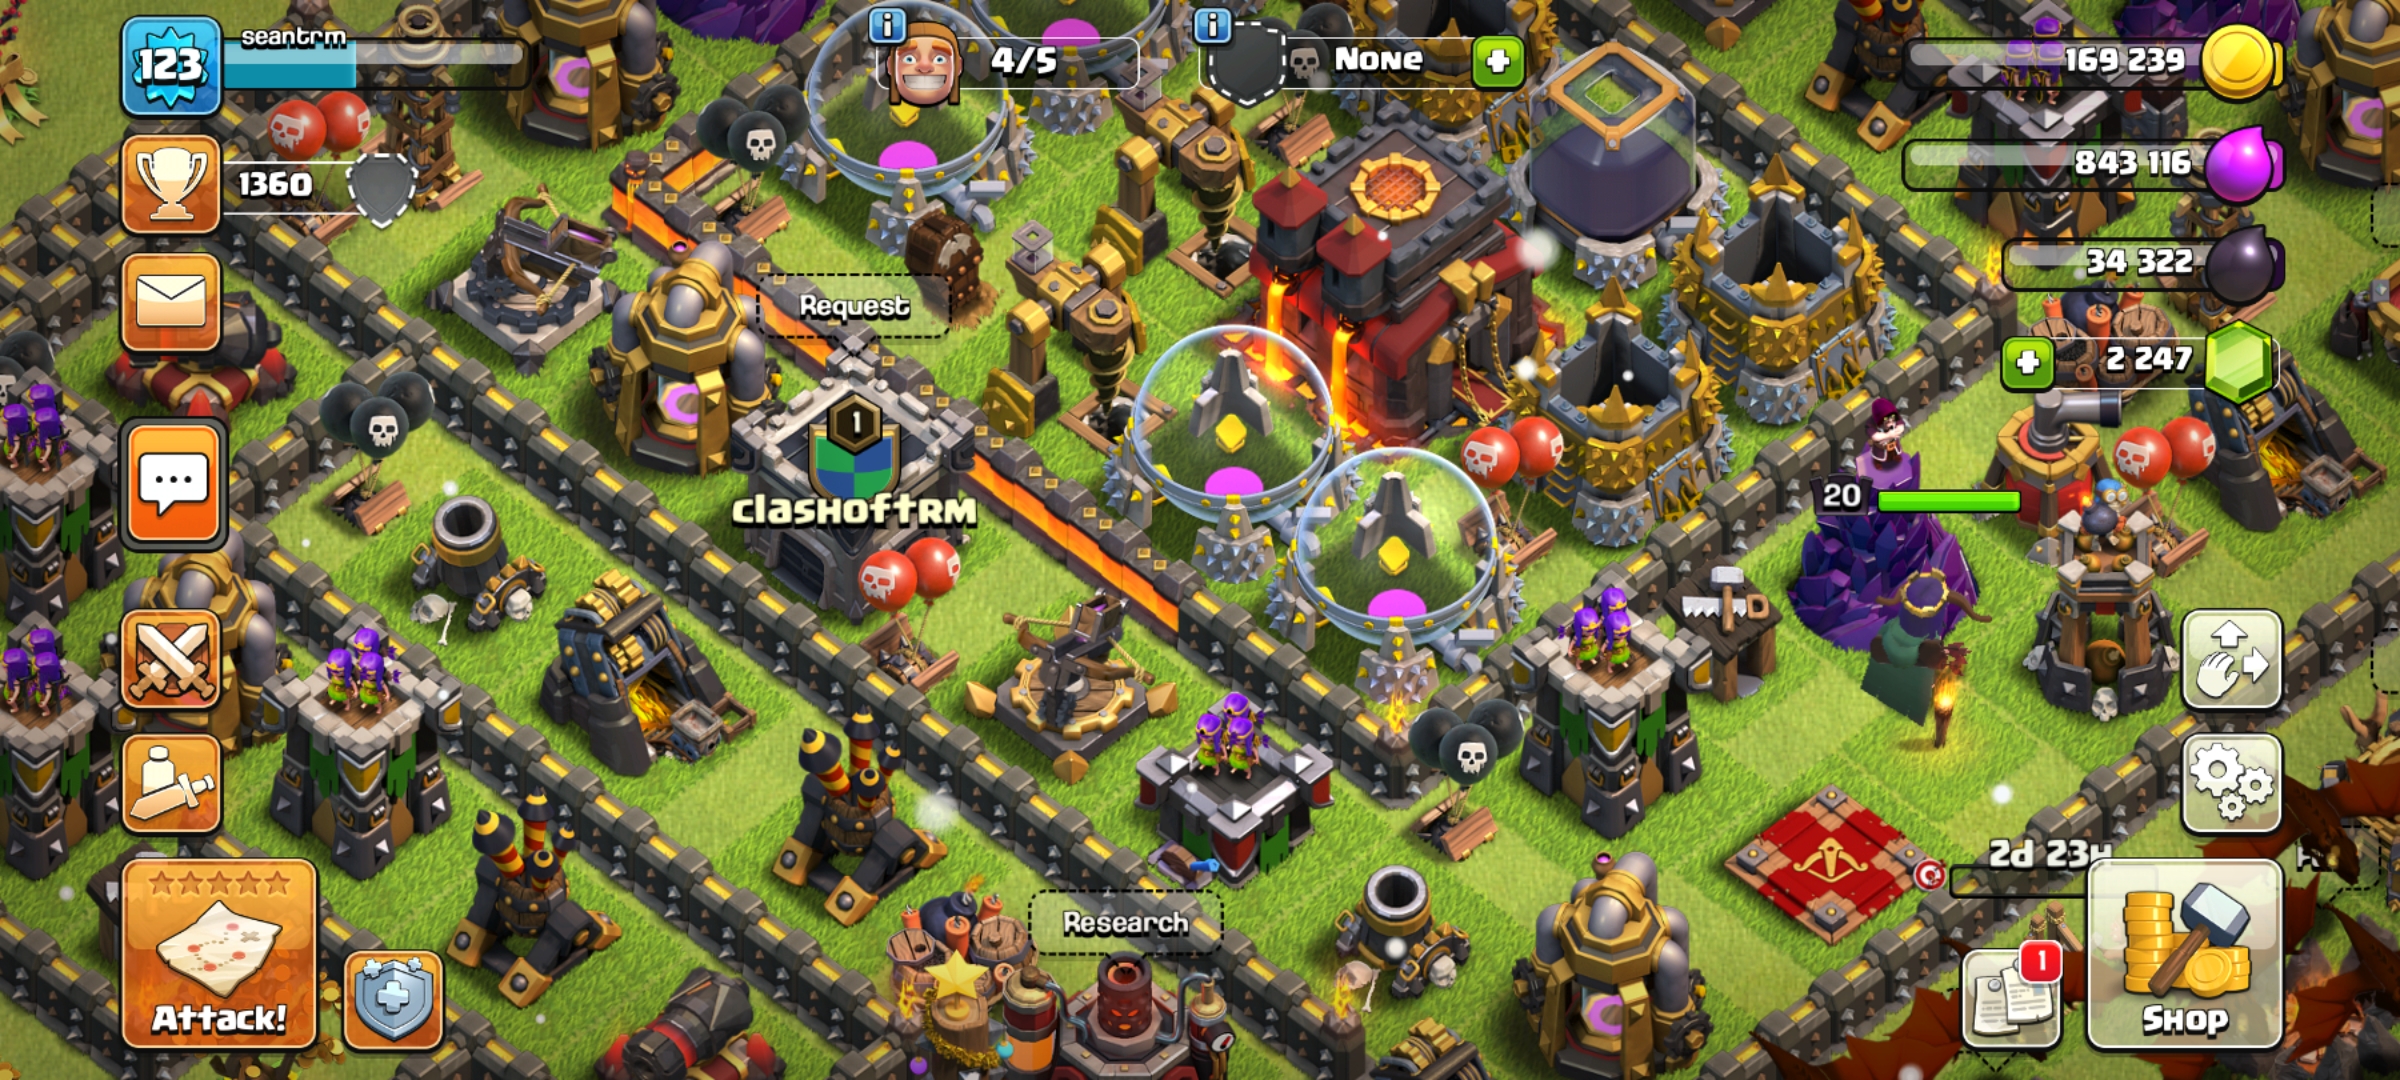 123
seantrm
4/5
None
169 239
1360
843 116
34 322
Request
2 247
1
clashoftRM
20
2d 23H
Research
Attack!
1
Shop